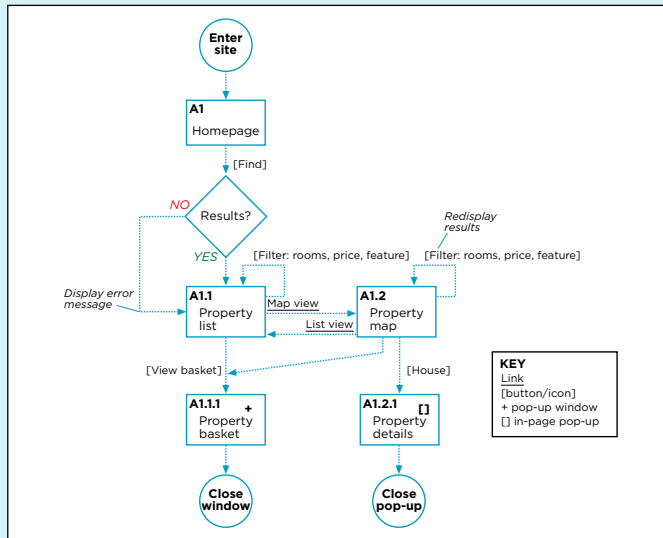 Enter
site
A1
Homepage
[Find]
NO
Results?
YES
Redisplay
results
[Filter: rooms, price, feature]
[Filter: rooms, price, feature]
Display error
message
A1.1
Property
list
Map view
List view
A1.2
Property
map
[View basket]
[House]
A1.1.1
+
Property
basket
A1.2.1
[]
Property
details
KEY
Link
[button/icon]
+ pop-up window
[] in-page pop-up
Close
window
Close
pop-up